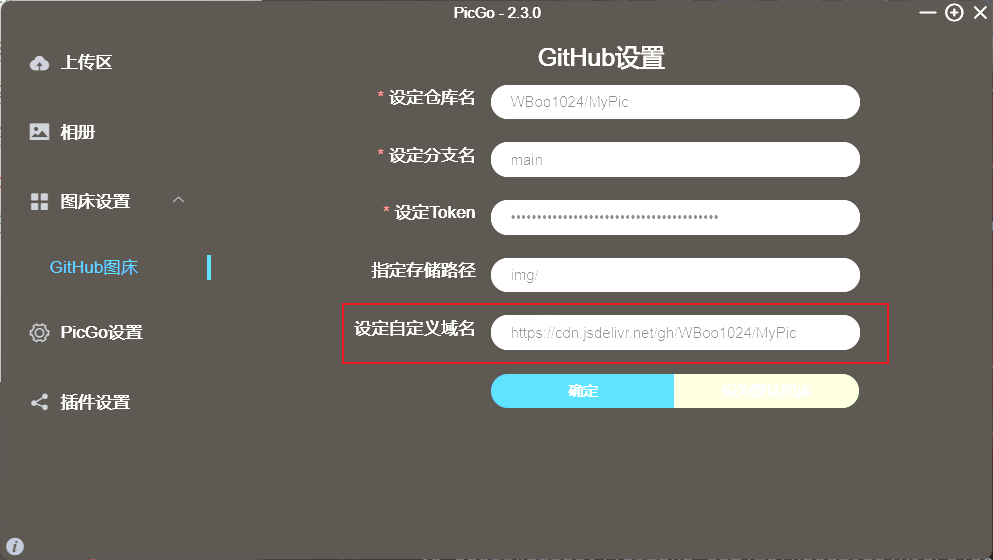 PicGo - 2.3.0
上传区
相册
图床设置
GitHub图床
PicGo设置
插件设置
GitHub设置
* 设定仓库名
WBoo1024/MyPic
* 设定分支名
main
* 设定Token
指定存储路径
img/
设定自定义域名
https://cdn.jsdelivr.net/gh/WBoo1024/MyPic
确定